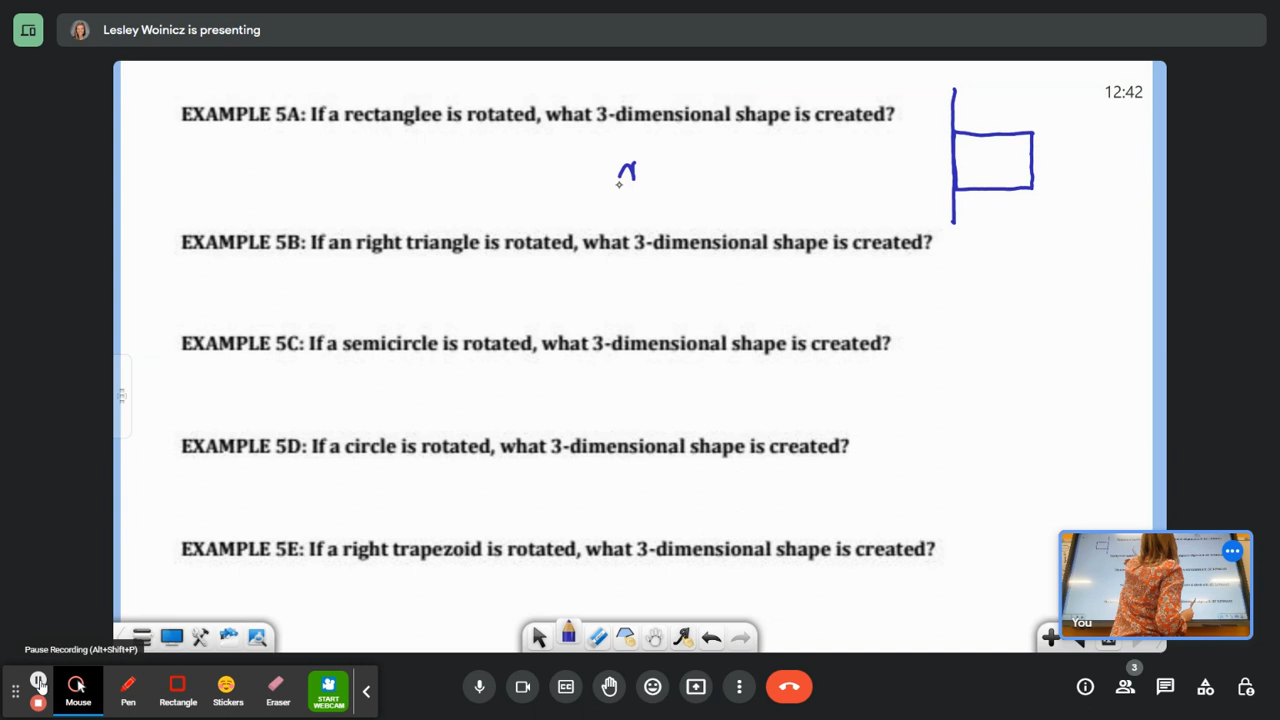 Lesley Woinicz is presenting
12:42
EXAMPLE 5A: If a rectanglee is rotated, what 3-dimensional shape is created?
EXAMPLE 5B: If an right triangle is rotated, what 3-dimensional shape is created?
EXAMPLE 5C: If a semicircle is rotated, what 3-dimensional shape is created?
EXAMPLE 5D: If a circle is rotated, what 3-dimensional shape is created?
EXAMPLE 5E: If a right trapezoid is rotated, what 3-dimensional shape is created?
You
Pause Recording (Alt+Shift+P)
Mouse
Pen
Rectangle
Stickers
Eraser
START WEBCAM
3